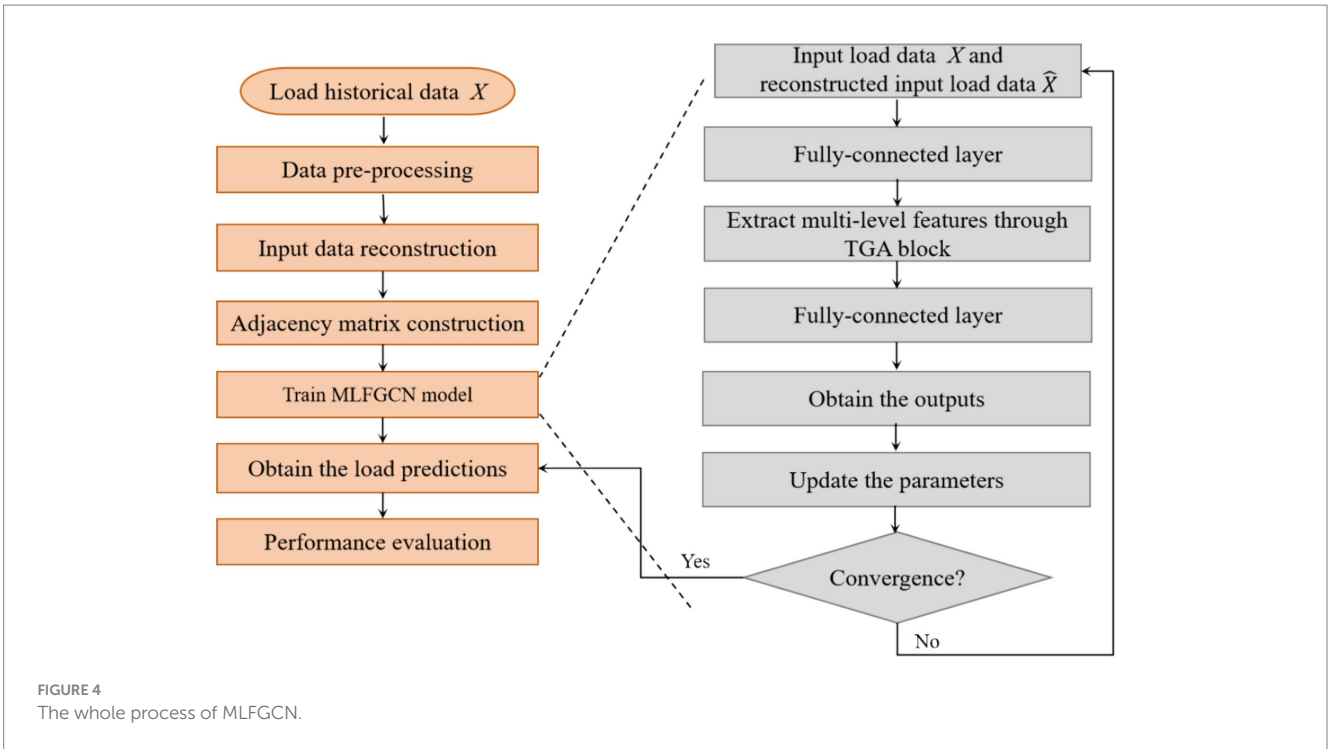 Load historical data X
Data pre-processing
Input data reconstruction
Adjacency matrix construction
Train MLFGCN model
Obtain the load predictions
Performance evaluation
Input load data X and
reconstructed input load data X̂
Fully-connected layer
Extract multi-level features through
TGA block
Fully-connected layer
Obtain the outputs
Update the parameters
Convergence?
Yes
No
FIGURE 4
The whole process of MLFGCN.